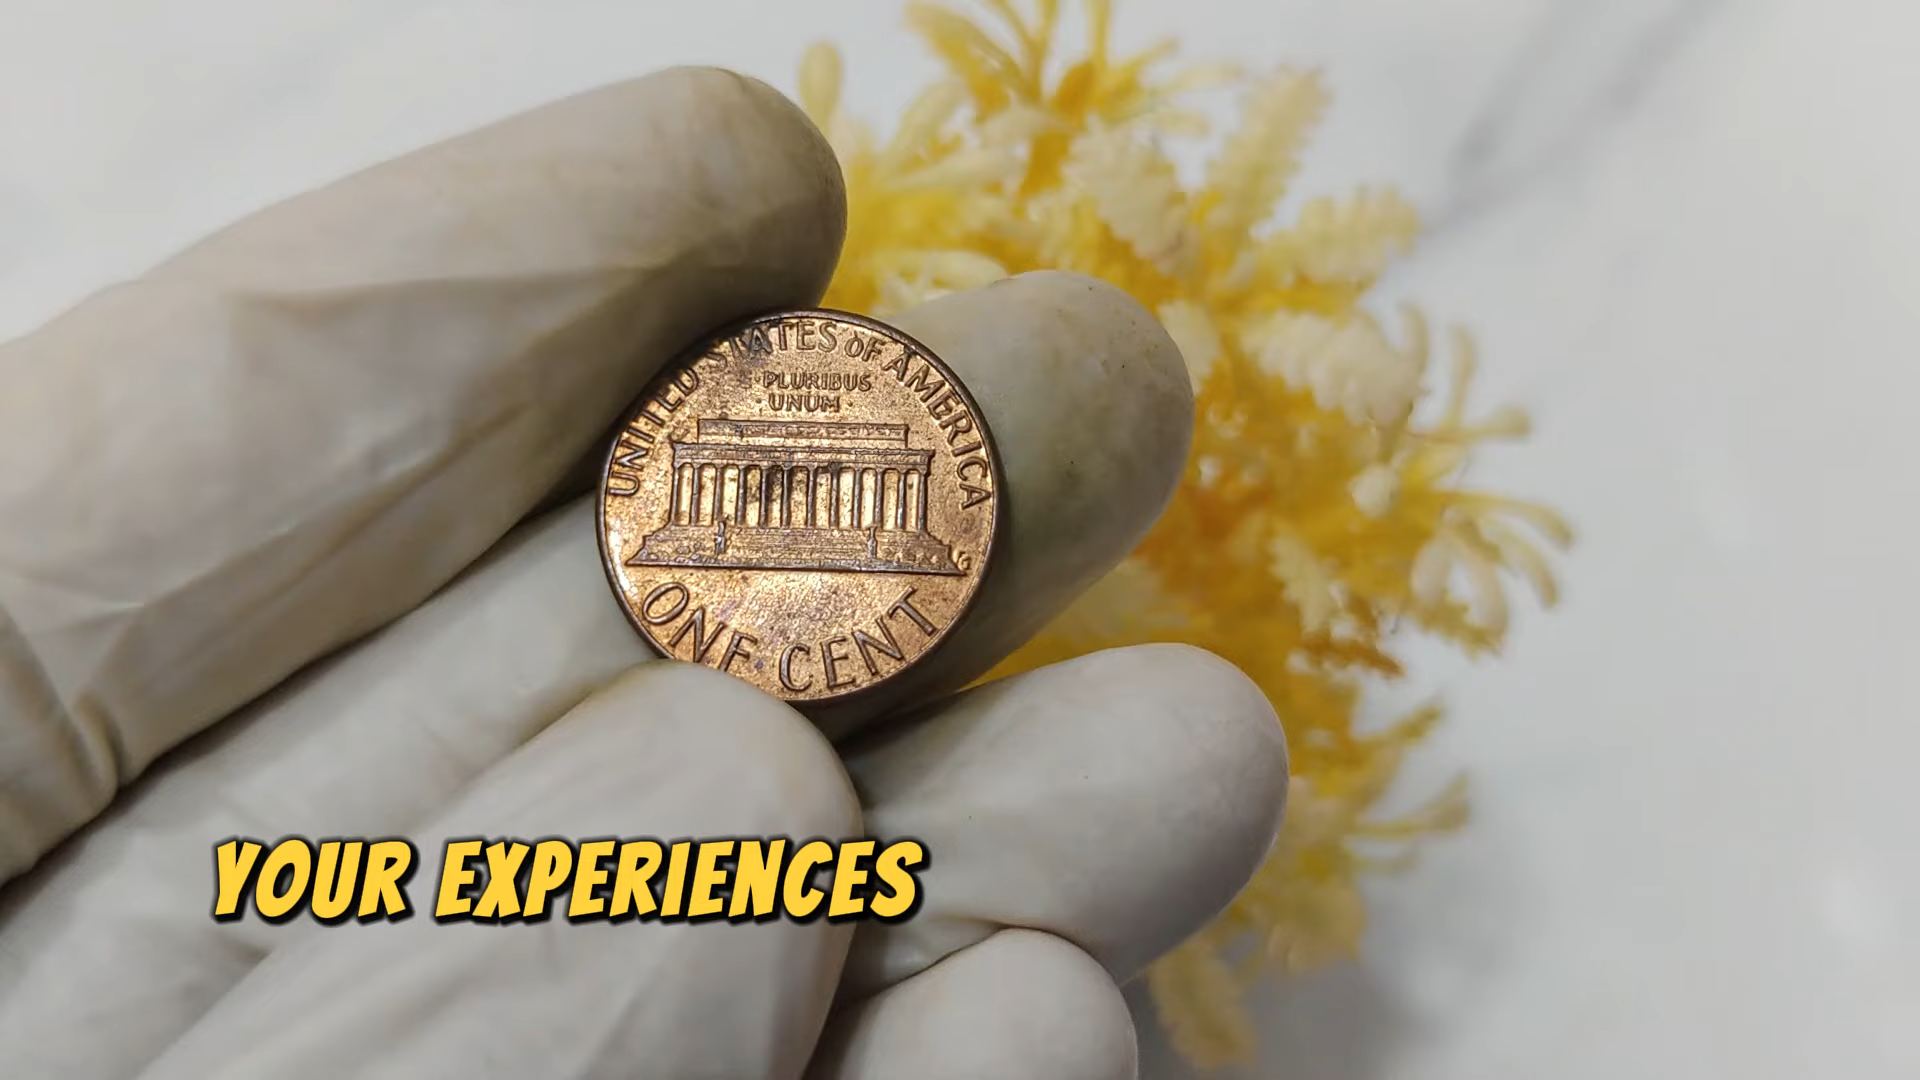 UNITED STATES OF AMERICA
PLURIBUS
UNUM
ONE CENT
YOUR EXPERIENCES